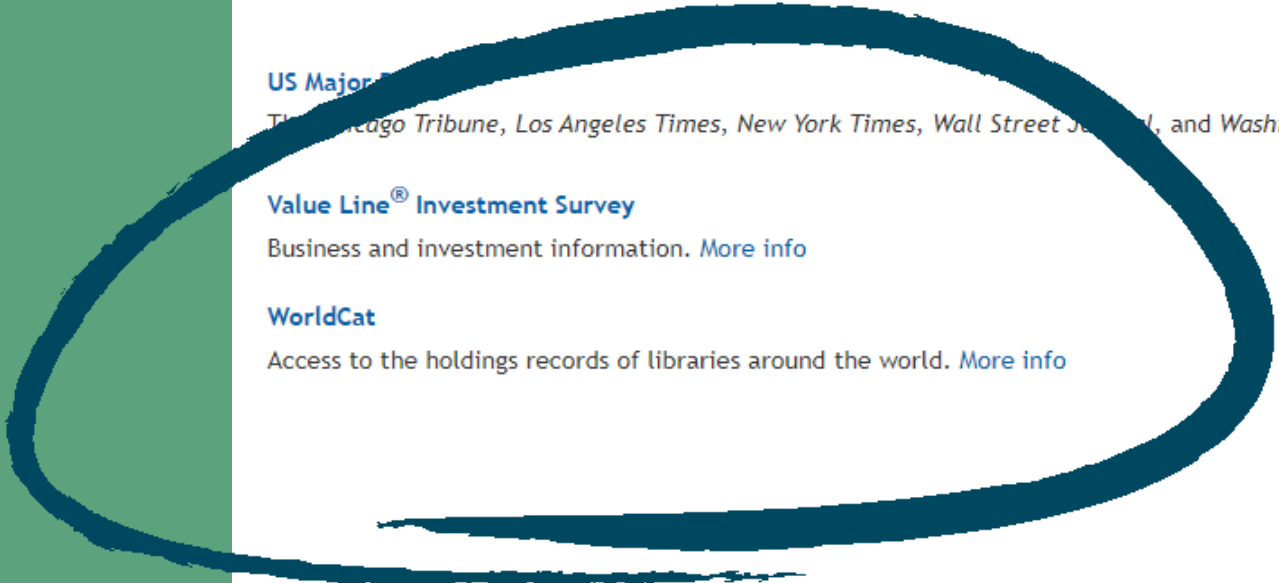 US Major
Tribune, Los Angeles Times, New York Times, Wall Street and
Value Line® Investment Survey
Business and investment information. More info
WorldCat
Access to the holdings records of libraries around the world. More info